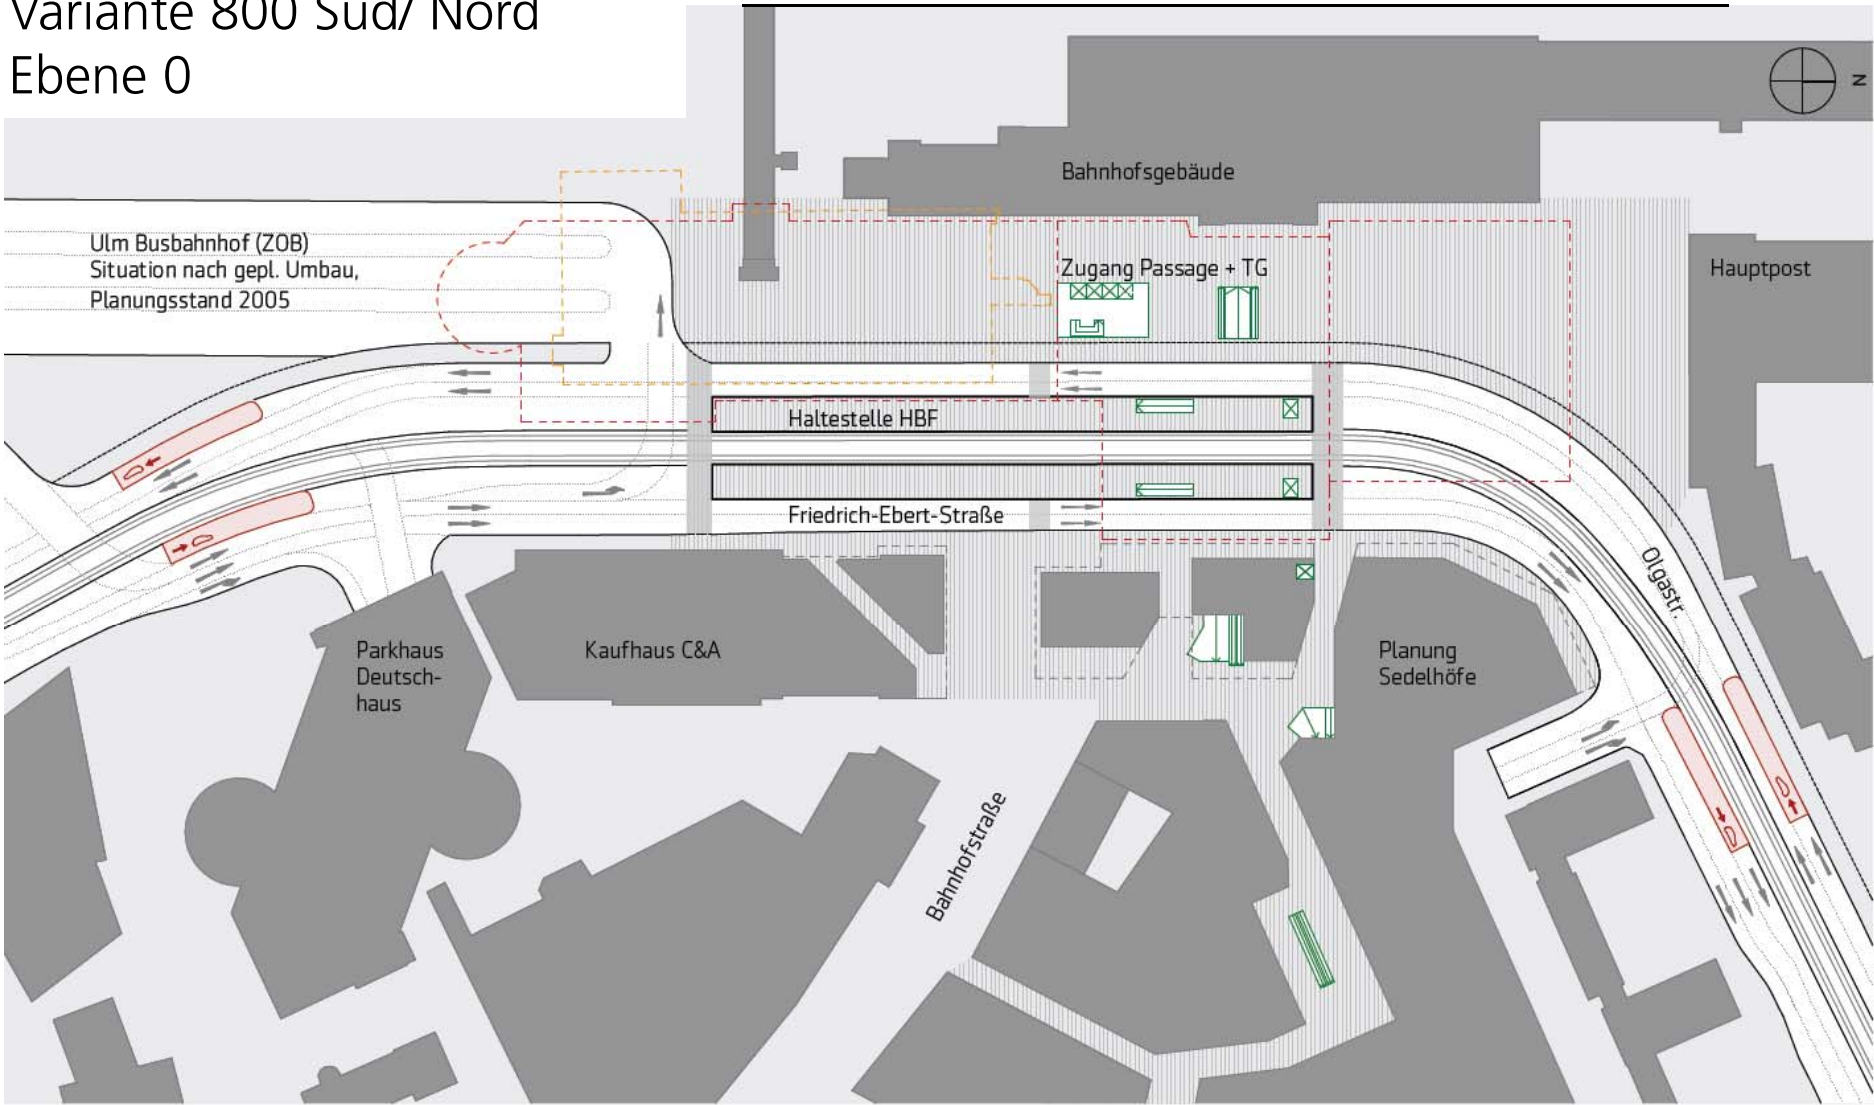 Variante 800 Süd/ Nord
Ebene 0
N
Bahnhofsgebäude
Ulm Busbahnhof (ZOB)
Situation nach gepl. Umbau,
Planungsstand 2005
Zugang Passage + TG
Hauptpost
Haltestelle HBF
Friedrich-Ebert-Straße
Olgastr.
Parkhaus
Deutsch-
haus
Kaufhaus C&A
Planung
Sedelhöfe
Bahnhofstraße